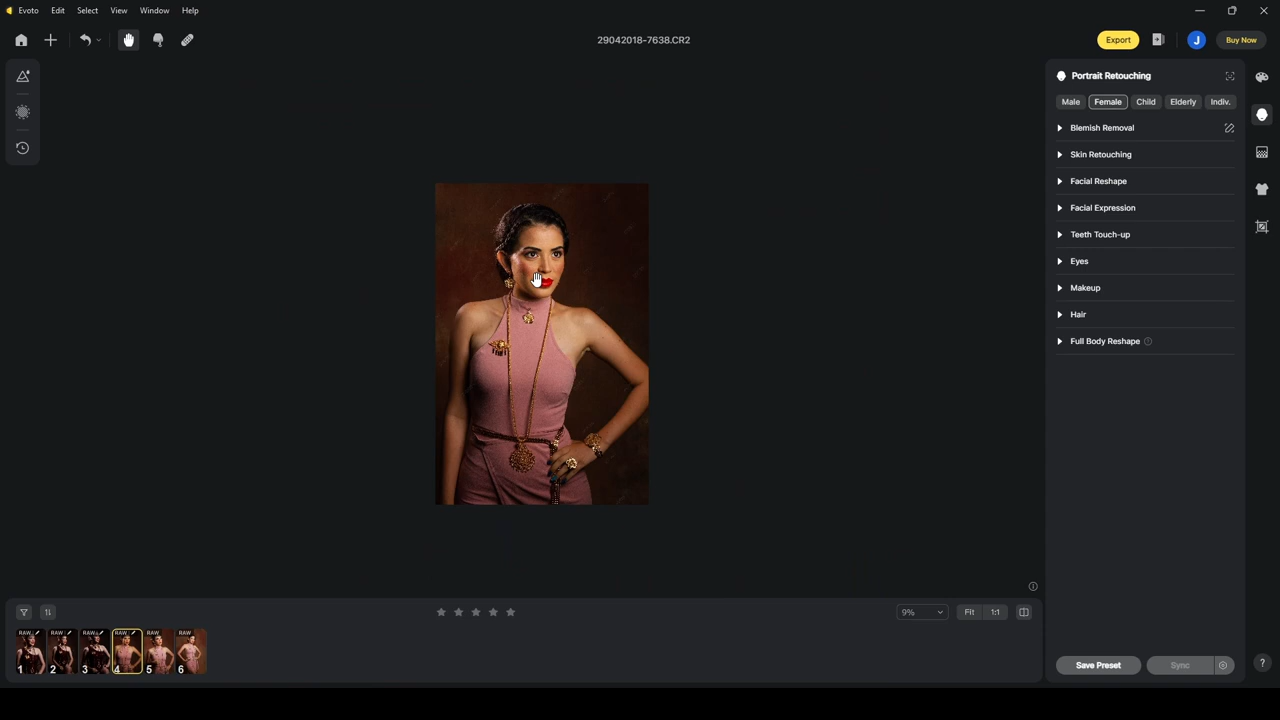 Evoto Edit Select View Window Help
29042018-7638.CR2
Export J Buy Now
Portrait Retouching
Male Female Child Elderly Indiv.
Blemish Removal
Skin Retouching
Facial Reshape
Facial Expression
Teeth Touch-up
Eyes
Makeup
Hair
Full Body Reshape
9% Fit 1:1
RAW RAW RAW RAW RAW RAW
1 2 3 4 5 6
Save Preset Sync ?